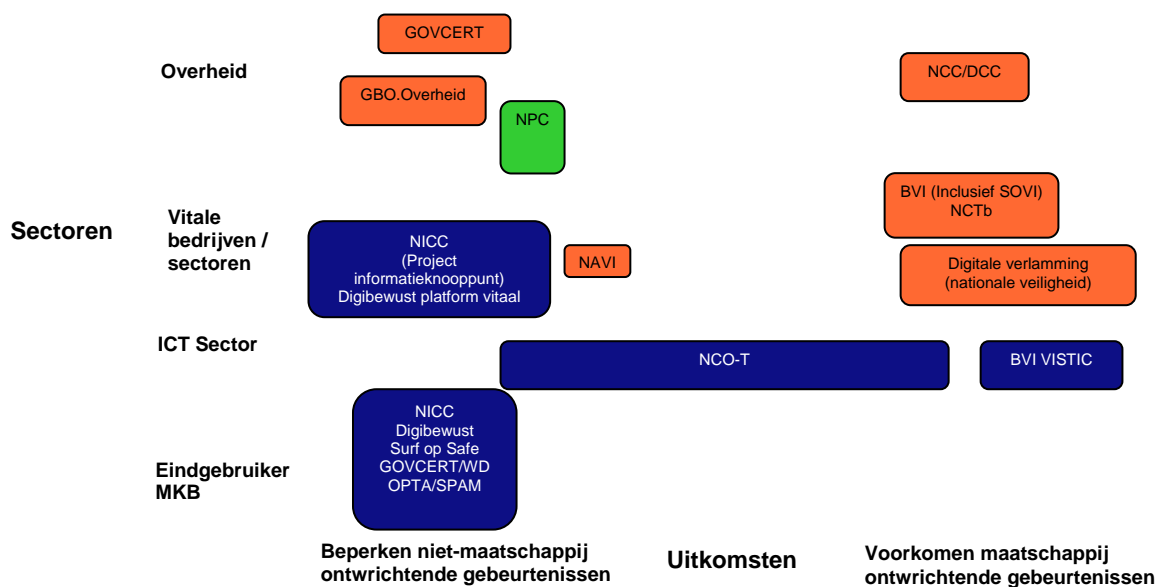 GOVCERT
Overheid
NCC/DCC
GBO.Overheid
NPC
BVI (Inclusief SOVI)
NCTb
Sectoren
Vitale
bedrijven /
sectoren
NICC
(Project
informatieknooppunt)
Digibewust platform vitaal
NAVI
Digitale verlamming
(nationale veiligheid)
ICT Sector
NCO-T
BVI VISTIC
NICC
Digibewust
Surf op Safe
GOVCERT/WD
OPTA/SPAM
Eindgebruiker
MKB
Beperken niet-maatschappij
ontwrichtende gebeurtenissen
Uitkomsten
Voorkomen maatschappij
ontwrichtende gebeurtenissen